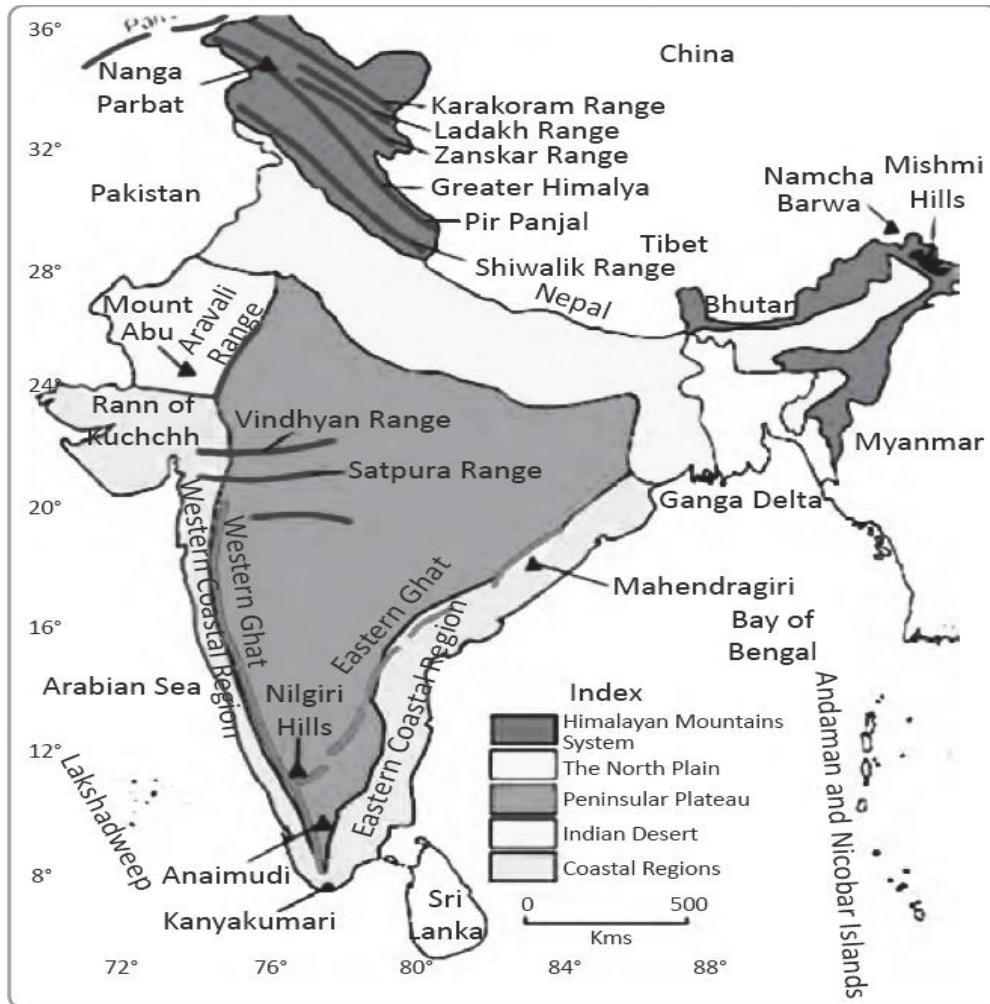 36°
Pan
China
Nanga
Parbat
Karakoram Range
Ladakh Range
Zanskar Range
32°
Mishmi
Hills
Namcha
Barwa
Pakistan
Greater Himalya
Pir Panjal
Tibet
Shiwalik Range
28°
Nepal
Bhutan
Mount
Abu
Aravali
Range
24°
Rann of
Kuchchh
Vindhyan Range
Myanmar
Satpura Range
Ganga Delta
20°
Western Coastal Region
Western Ghat
Mahendragiri
Eastern Ghat
16°
Bay of
Bengal
Arabian Sea
Nilgiri
Hills
Eastern Coastal Region
Andaman and Nicobar Islands
Index
Himalayan Mountains
System
The North Plain
Peninsular Plateau
Indian Desert
Coastal Regions
12°
Lakshadweep
8°
Anaimudi
Kanyakumari
Sri
Lanka
0 500
Kms
72° 76° 80° 84° 88°